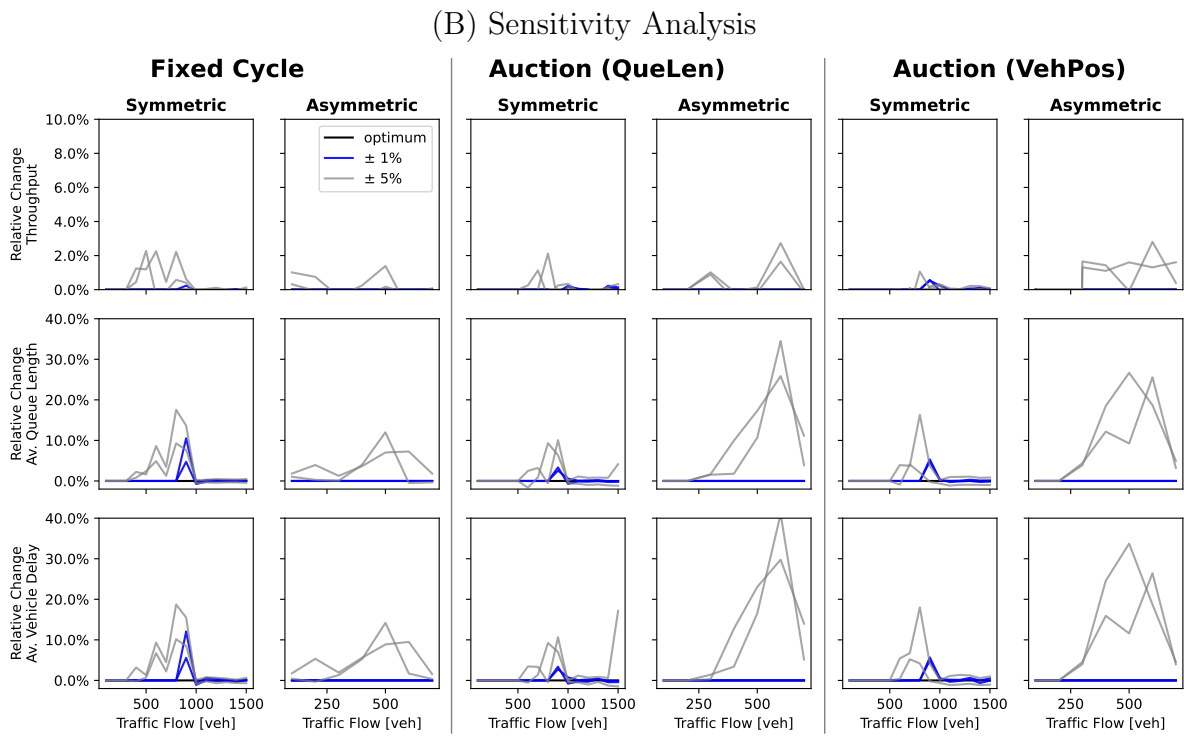 (B) Sensitivity Analysis
Fixed Cycle
Auction (QueLen)
Auction (VehPos)
Symmetric
Asymmetric
Symmetric
Asymmetric
Symmetric
Asymmetric
Relative Change
Throughput
10.0%
8.0%
6.0%
4.0%
2.0%
0.0%
optimum
± 1%
± 5%
Relative Change
Av. Queue Length
40.0%
30.0%
20.0%
10.0%
0.0%
Relative Change
Av. Vehicle Delay
40.0%
30.0%
20.0%
10.0%
0.0%
500 1000 1500
250 500
500 1000 1500
250 500
500 1000 1500
250 500
Traffic Flow [veh]
Traffic Flow [veh]
Traffic Flow [veh]
Traffic Flow [veh]
Traffic Flow [veh]
Traffic Flow [veh]